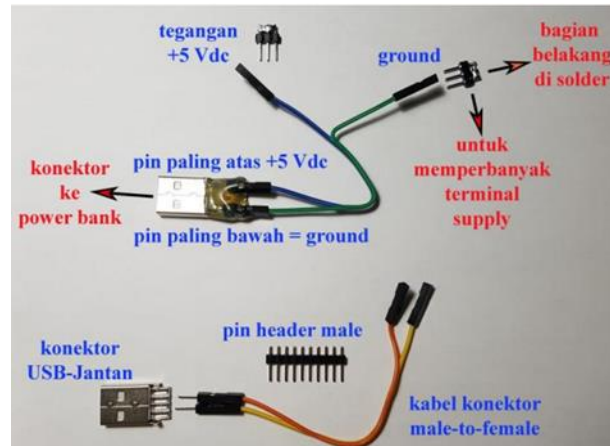 tegangan
+5 Vdc
ground
bagian
belakang
di solder
pin paling atas +5 Vdc
konektor
ke
power bank
untuk
memperbanyak
terminal
supply
pin paling bawah = ground
pin header male
konektor
USB-Jantan
kabel konektor
male-to-female